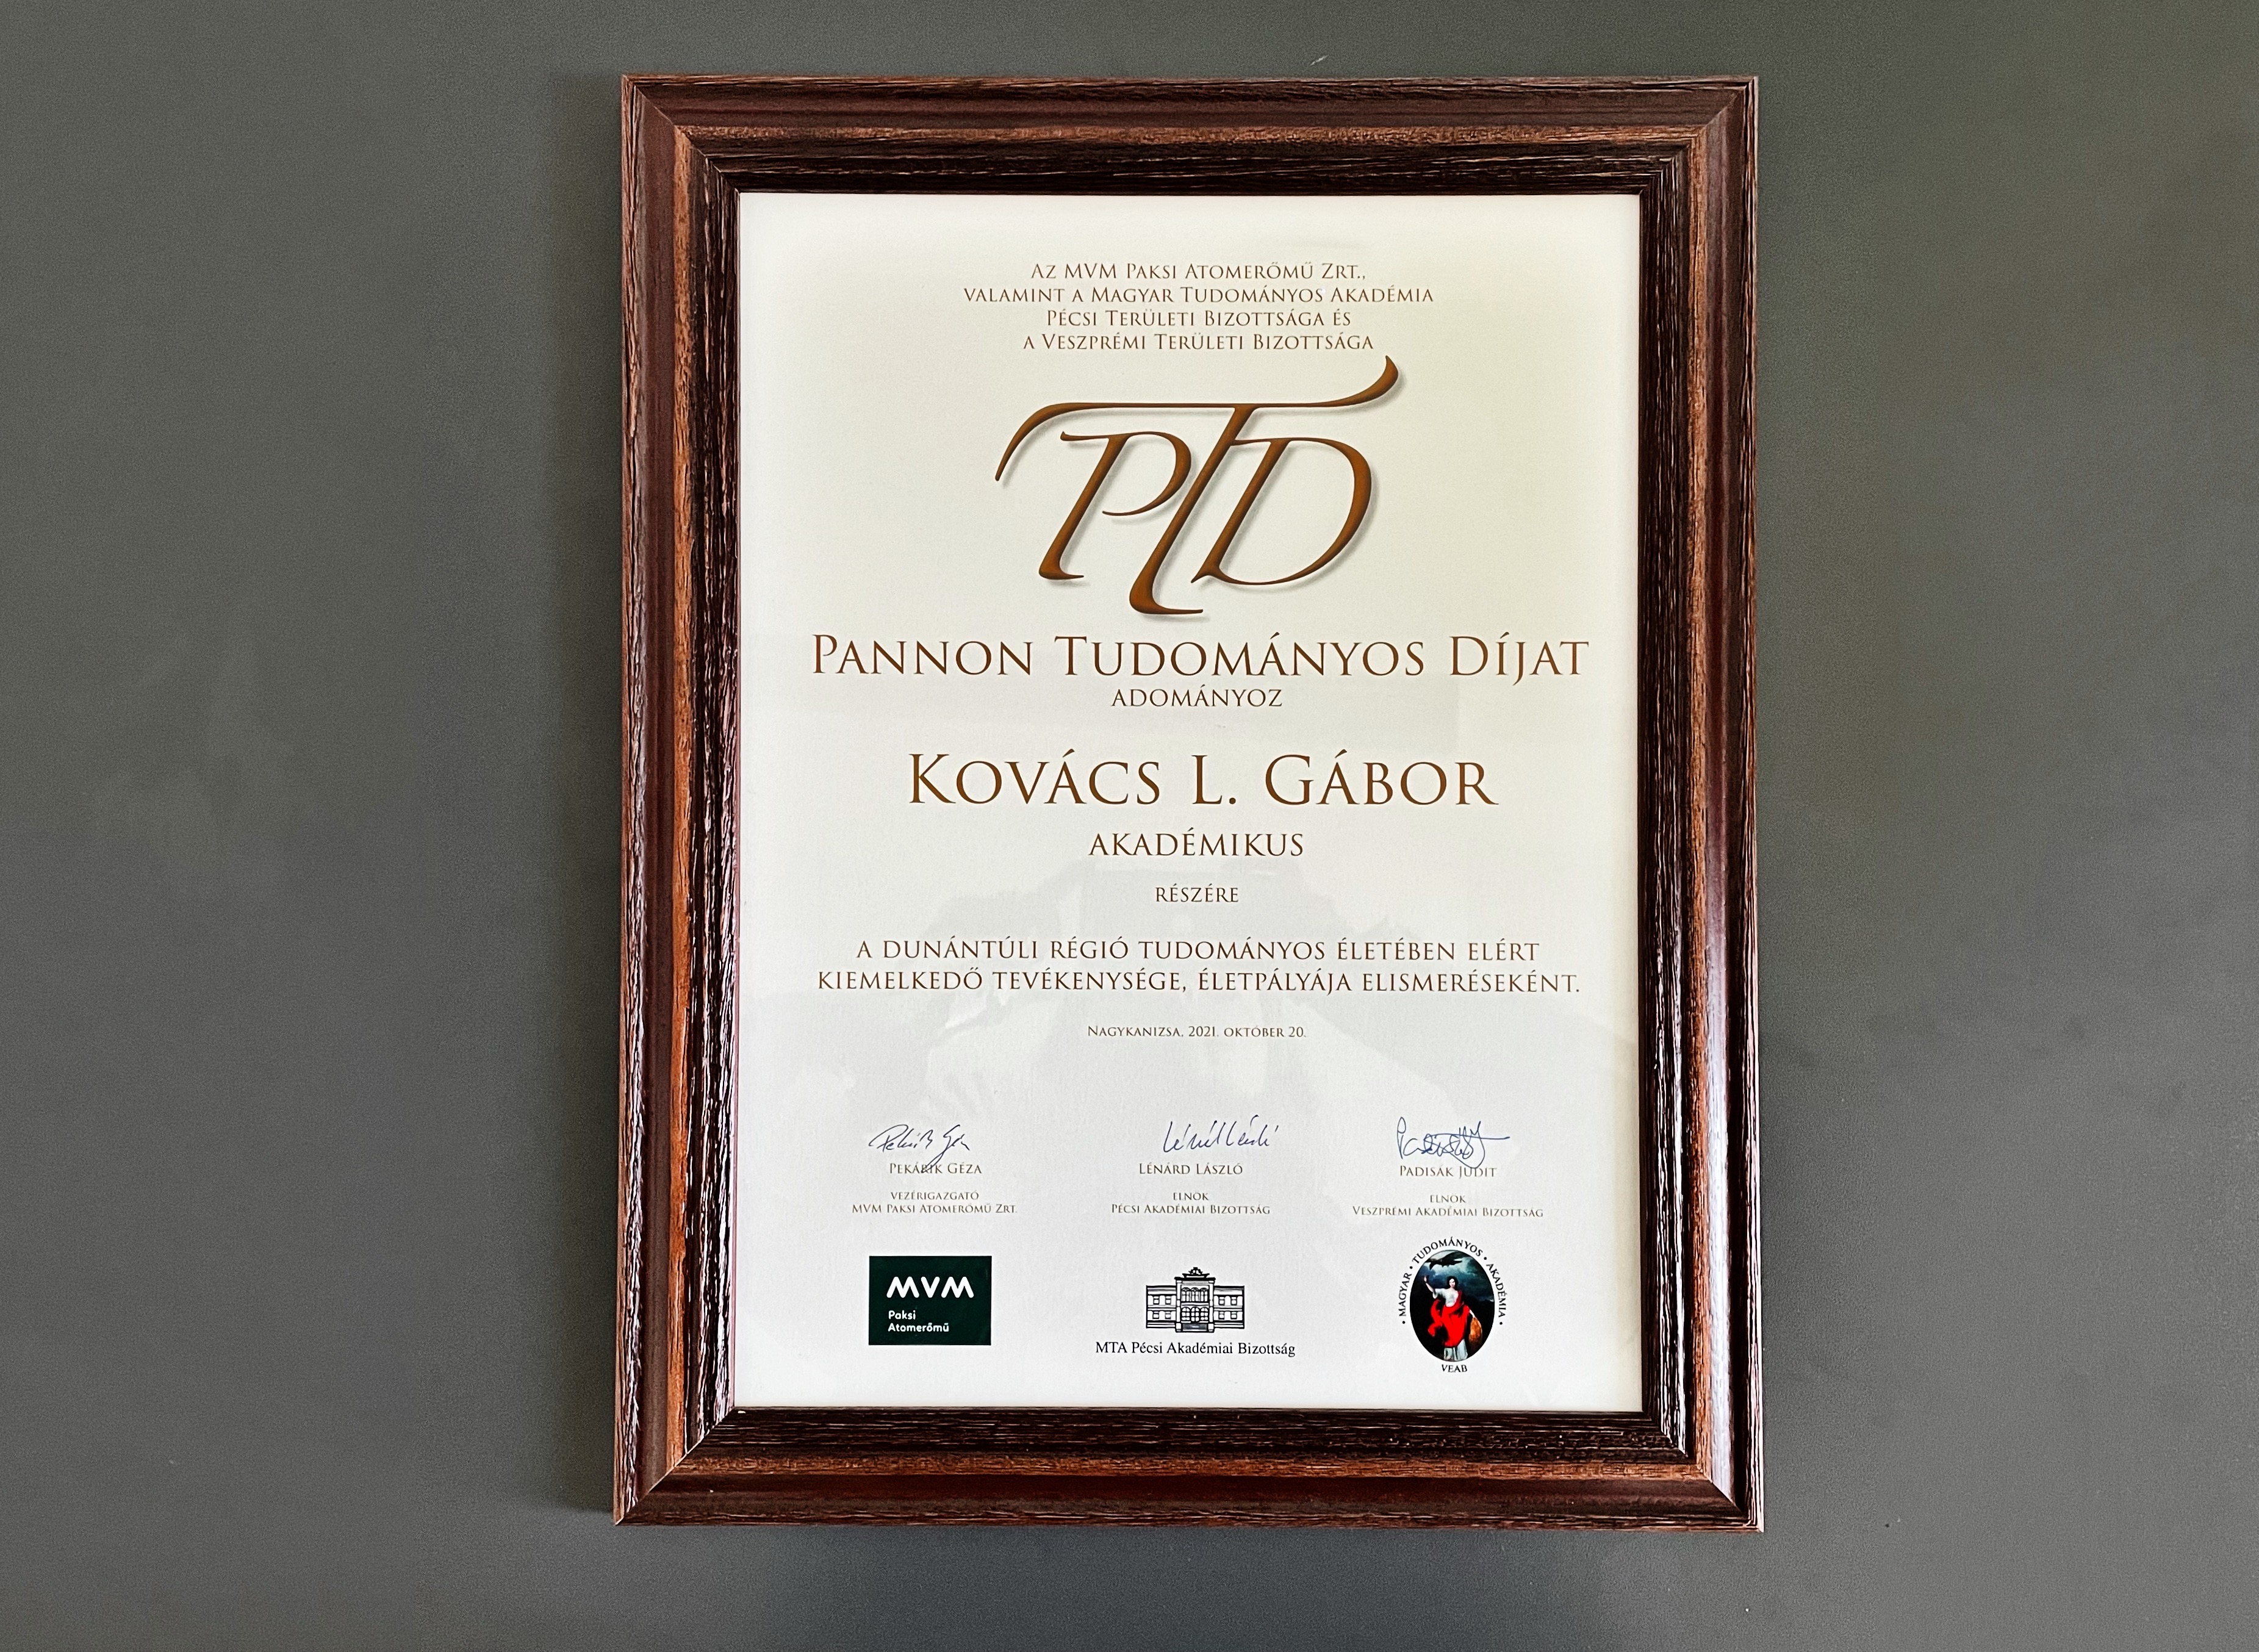 Az MVM Paksi Atomerőmű Zrt.,
valamint a Magyar Tudományos Akadémia
Pécsi Területi Bizottsága és
a Veszprémi Területi Bizottsága
PTD
Pannon Tudományos Díjat
adományoz
Kovács L. Gábor
akadémikus
részére
a dunántúli régió tudományos életében elért
kiemelkedő tevékenysége, életpályája elismeréseként.
Nagykanizsa, 2021. október 20.
Pekárik Géza
Lénárd László
Padisák Judit
vezérigazgató
elnök
elnök
MVM Paksi Atomerőmű Zrt.
Pécsi Akadémiai Bizottság
Veszprémi Akadémiai Bizottság
MVM
Paksi
Atomerőmű
MTA Pécsi Akadémiai Bizottság
• MAGYAR • TUDOMÁNYOS • AKADÉMIA •
VEAB